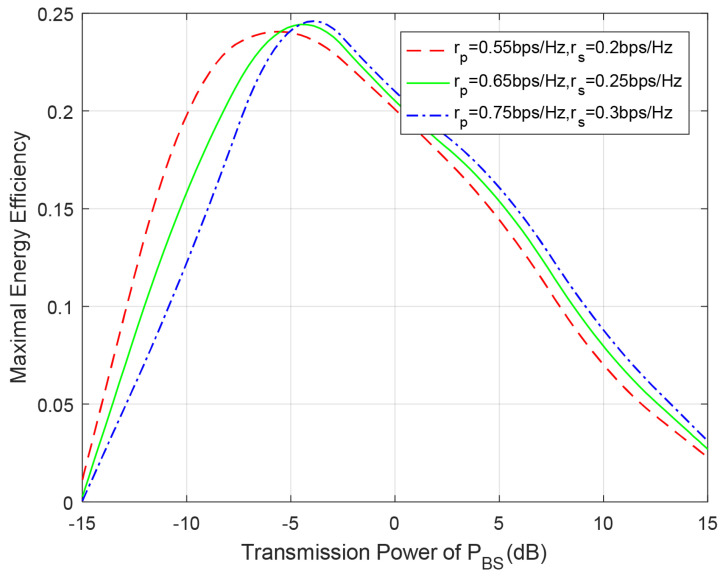 0.25
0.2
0.15
0.1
0.05
0
Maximal Energy Efficiency
r_p=0.55bps/Hz,r_s=0.2bps/Hz
r_p=0.65bps/Hz,r_s=0.25bps/Hz
r_p=0.75bps/Hz,r_s=0.3bps/Hz
-15 -10 -5 0 5 10 15
Transmission Power of P_BS(dB)